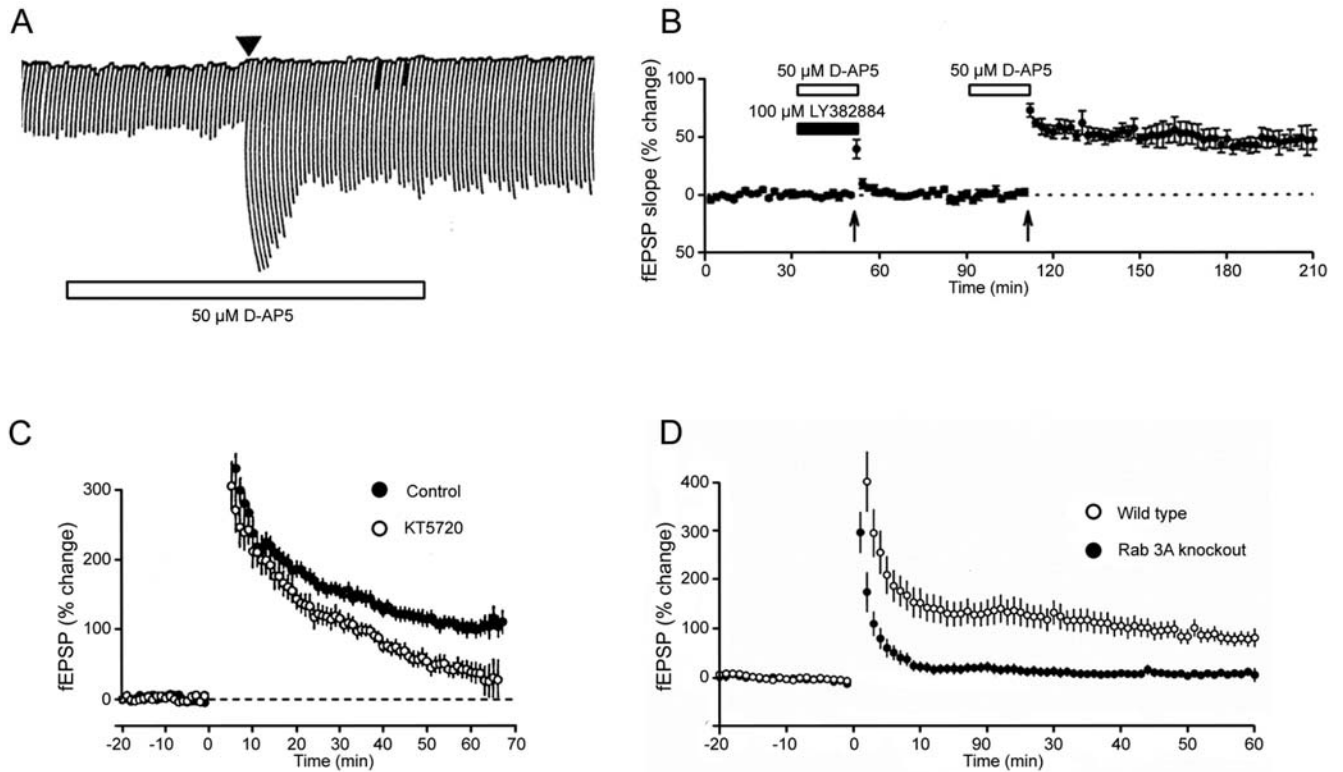 A
50 µM D-AP5
B
50 µM D-AP5
50 µM D-AP5
100 µM LY382884
fEPSP slope (% change)
100
50
0
50
0
30
60
90
120
150
180
210
Time (min)
C
Control
KT5720
fEPSP (% change)
300
200
100
0
-20
-10
0
10
20
30
40
50
60
70
Time (min)
D
Wild type
Rab 3A knockout
fEPSP (% change)
400
300
200
100
0
-20
-10
0
10
90
30
40
50
60
Time (min)